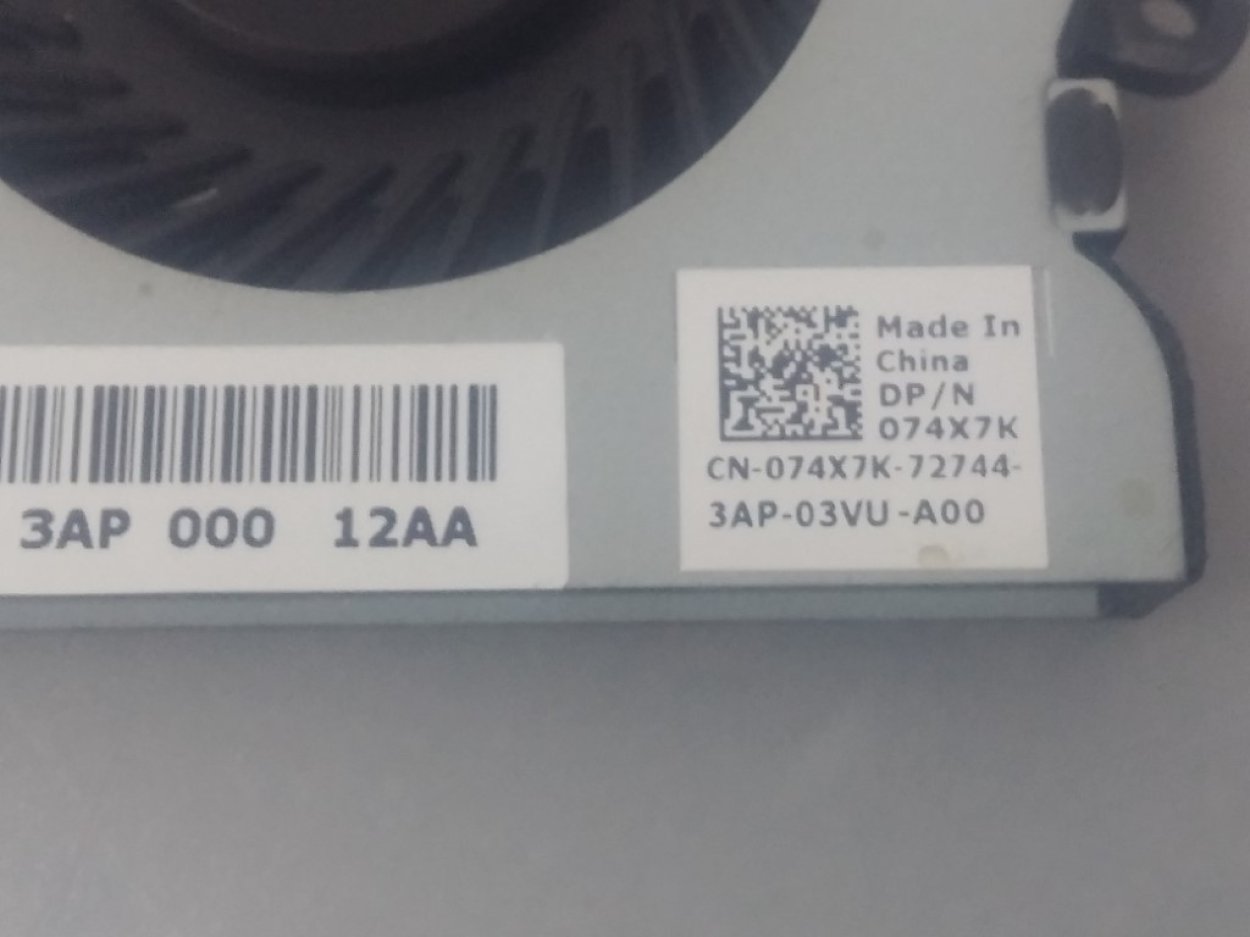 Made In
China
DP/N
074X7K
CN-074X7K-72744-
3AP-03VU-A00
3AP 000 12AA